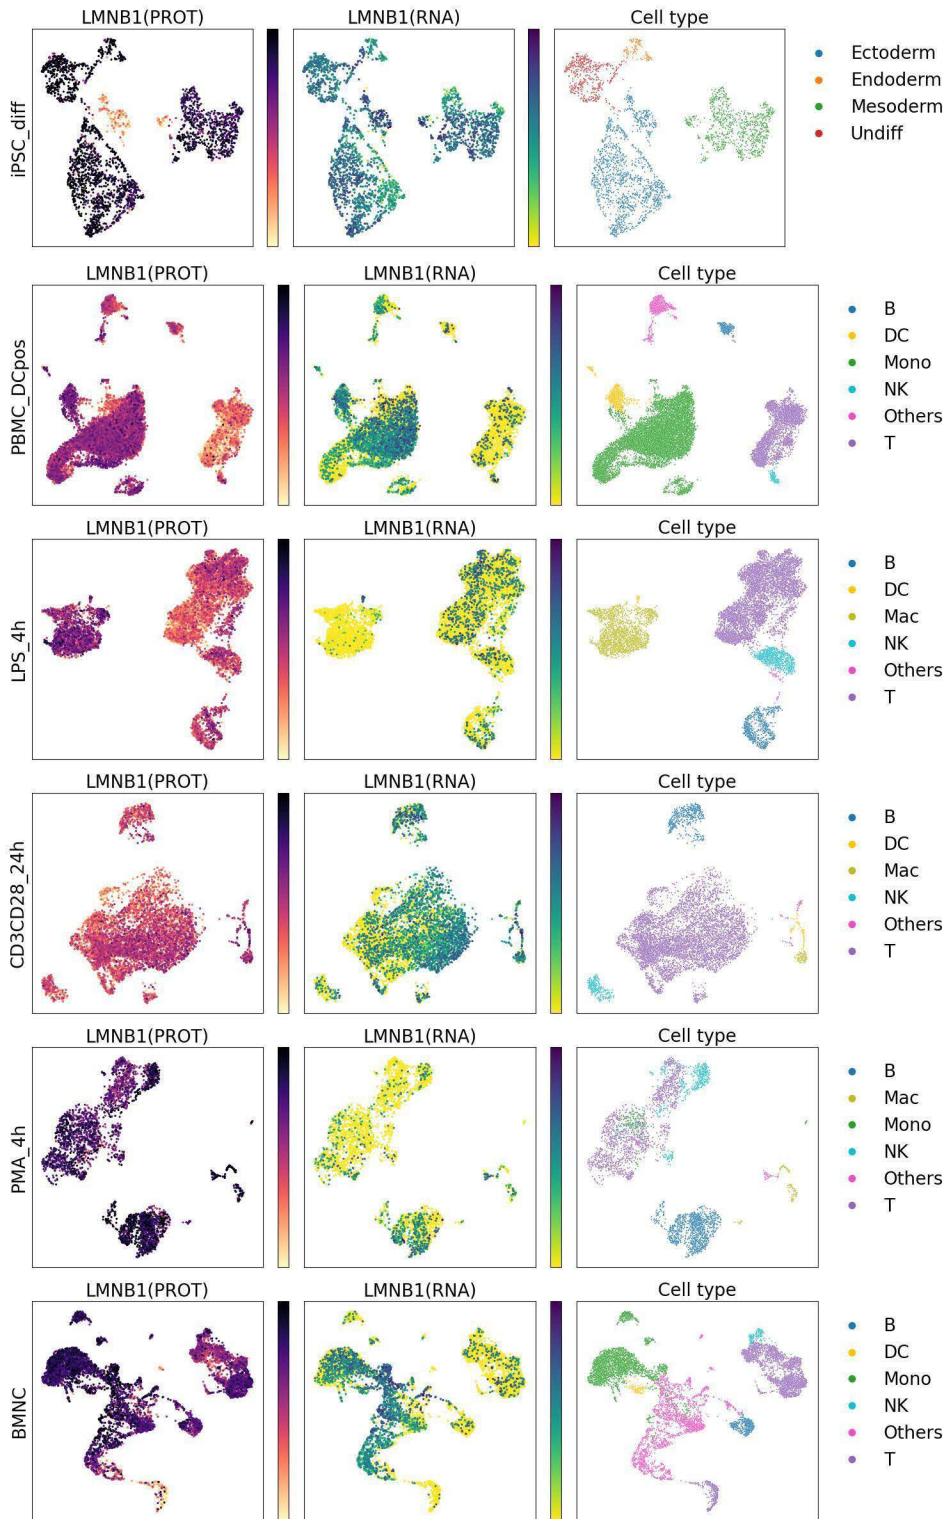 LMNB1(PROT) LMNB1(RNA) Cell type
iPSC_diff
Ectoderm
Endoderm
Mesoderm
Undiff
LMNB1(PROT) LMNB1(RNA) Cell type
PBMC_DCpos
B
DC
Mono
NK
Others
T
LMNB1(PROT) LMNB1(RNA) Cell type
LPS_4h
B
DC
Mac
NK
Others
T
LMNB1(PROT) LMNB1(RNA) Cell type
CD3CD28_24h
B
DC
Mac
NK
Others
T
LMNB1(PROT) LMNB1(RNA) Cell type
PMA_4h
B
Mac
Mono
NK
Others
T
LMNB1(PROT) LMNB1(RNA) Cell type
BMNC
B
DC
Mono
NK
Others
T